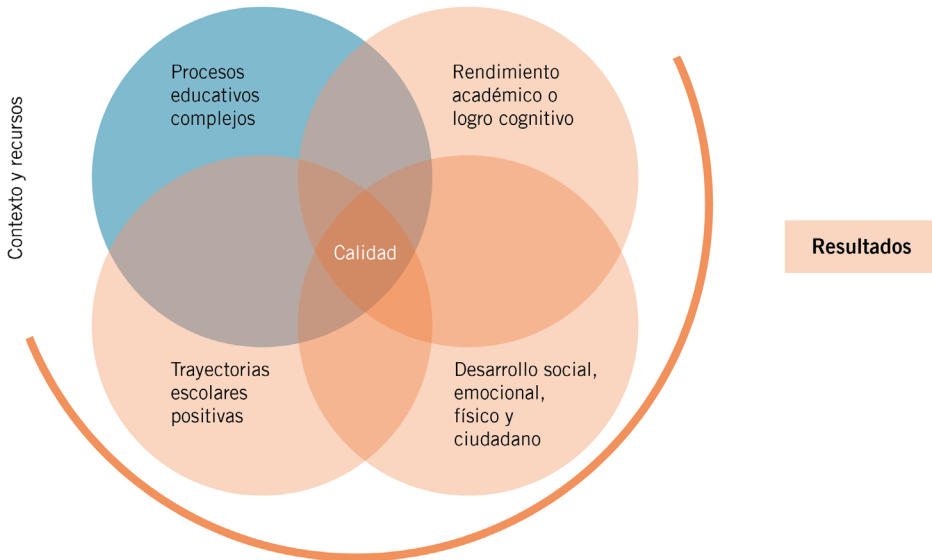 Contexto y recursos
Procesos
educativos
complejos
Rendimiento
académico o
logro cognitivo
Calidad
Resultados
Trayectorias
escolares
positivas
Desarrollo social,
emocional,
físico y
ciudadano